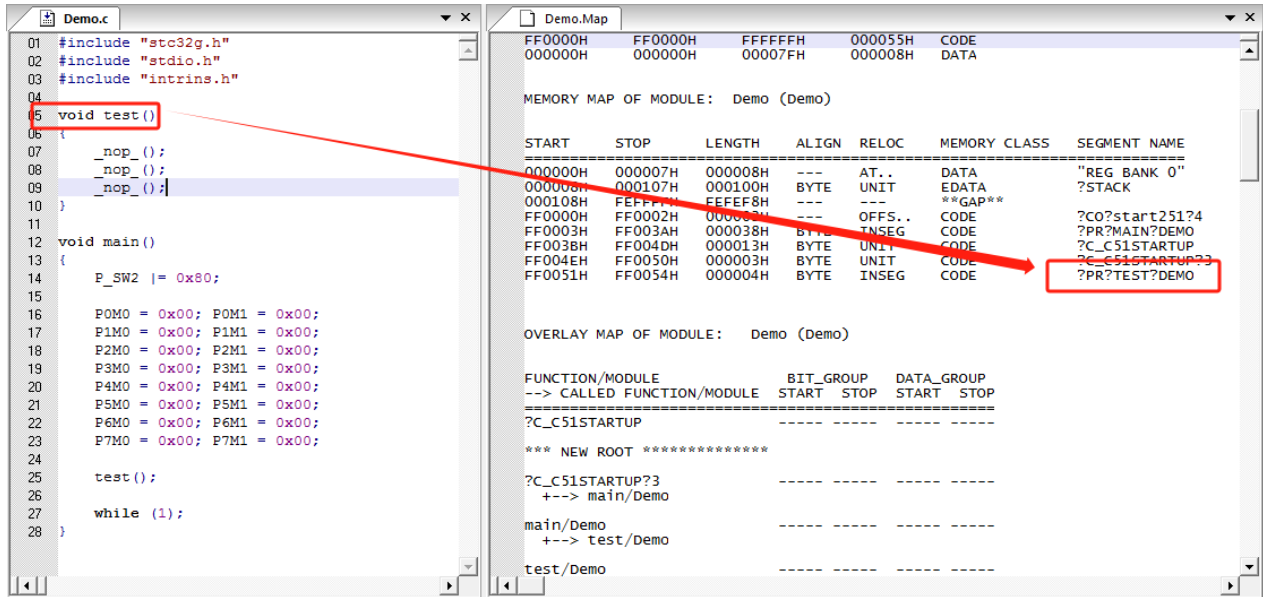 Demo.c
01 #include "stc32g.h"
02 #include "stdio.h"
03 #include "intrins.h"
04
05 void test()
06 {
07     _nop_();
08     _nop_();
09     _nop_();
10 }
11
12 void main()
13 {
14     P_SW2 |= 0x80;
15
16     P0M0 = 0x00; P0M1 = 0x00;
17     P1M0 = 0x00; P1M1 = 0x00;
18     P2M0 = 0x00; P2M1 = 0x00;
19     P3M0 = 0x00; P3M1 = 0x00;
20     P4M0 = 0x00; P4M1 = 0x00;
21     P5M0 = 0x00; P5M1 = 0x00;
22     P6M0 = 0x00; P6M1 = 0x00;
23     P7M0 = 0x00; P7M1 = 0x00;
24
25     test();
26
27     while (1);
28 }
Demo.Map
FF0000H FF0000H FFFFFFH 000055H CODE
000000H 000000H 00007FH 000008H DATA
MEMORY MAP OF MODULE: Demo (Demo)
START STOP LENGTH ALIGN RELOC MEMORY CLASS SEGMENT NAME
=========================================================================
000000H 000007H 000008H --- AT.. DATA "REG BANK 0"
000008H 000107H 000100H BYTE UNIT EDATA ?STACK
000108H FEFFFFH FEFEF8H --- --- **GAP**
FF0000H FF0002H 000003H --- OFFS.. CODE ?CO?start251?4
FF0003H FF003AH 000038H BYTE INSEG CODE ?PR?MAIN?DEMO
FF003BH FF004DH 000013H BYTE UNIT CODE ?C_C51STARTUP
FF004EH FF0050H 000003H BYTE UNIT CODE ?C_C51STARTUP?3
FF0051H FF0054H 000004H BYTE INSEG CODE ?PR?TEST?DEMO
OVERLAY MAP OF MODULE: Demo (Demo)
FUNCTION/MODULE BIT_GROUP DATA_GROUP
--> CALLED FUNCTION/MODULE START STOP START STOP
=====================================================
?C_C51STARTUP ----- ----- ----- -----
*** NEW ROOT **************
?C_C51STARTUP?3 ----- ----- ----- -----
+--> main/Demo
main/Demo ----- ----- ----- -----
+--> test/Demo
test/Demo ----- ----- ----- -----